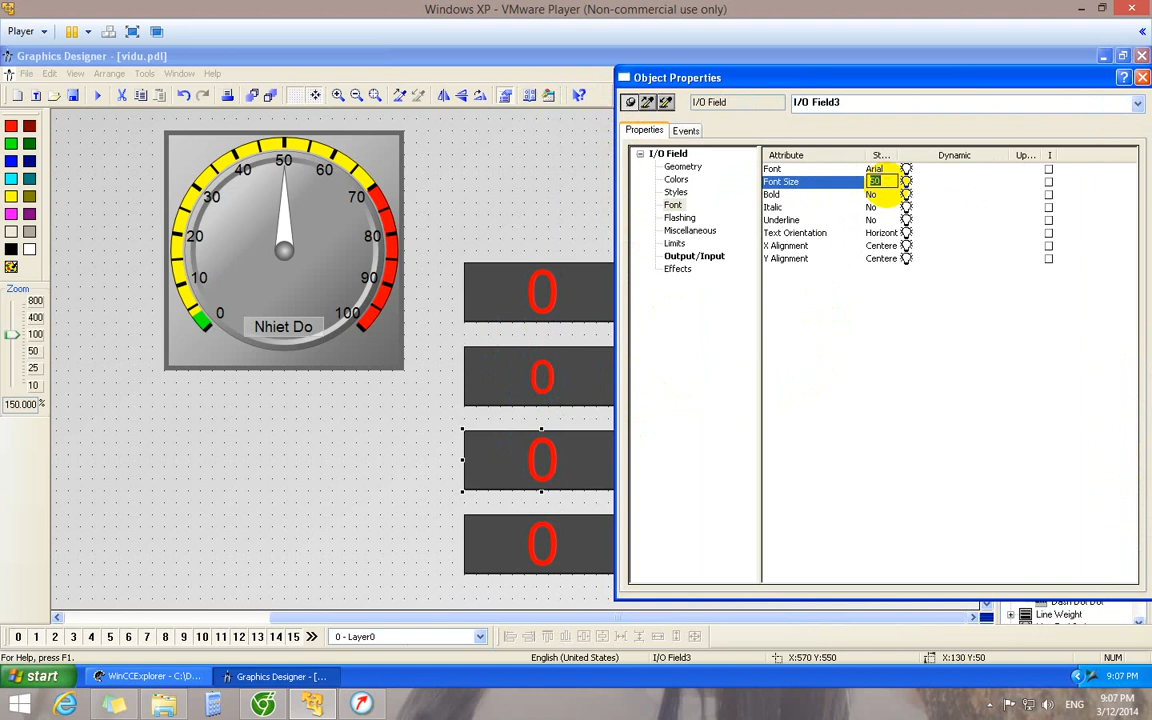 Windows XP - VMware Player (Non-commercial use only)
Player
Graphics Designer - [vidu.pdl]
File Edit View Arrange Tools Window Help
Object Properties
I/O Field
I/O Field3
Properties Events
I/O Field
Geometry
Colors
Styles
Font
Flashing
Miscellaneous
Limits
Output/Input
Effects
Attribute St... Dynamic Up... I
Font Arial
Font Size
Bold No
Italic No
Underline No
Text Orientation Horizont
X Alignment Centere
Y Alignment Centere
0 10 20 30 40 50 60 70 80 90 100
Nhiet Do
0
0
0
0
Zoom
800
400
100
50
25
10
150.000 %
Line Weight
0 1 2 3 4 5 6 7 8 9 10 11 12 13 14 15
0 - Layer0
For Help, press F1.
English (United States)
I/O Field3
X:570 Y:550
X:130 Y:50
NUM
start
WinCCExplorer - C:\D...
Graphics Designer - [...
9:07 PM
ENG
9:07 PM
3/12/2014